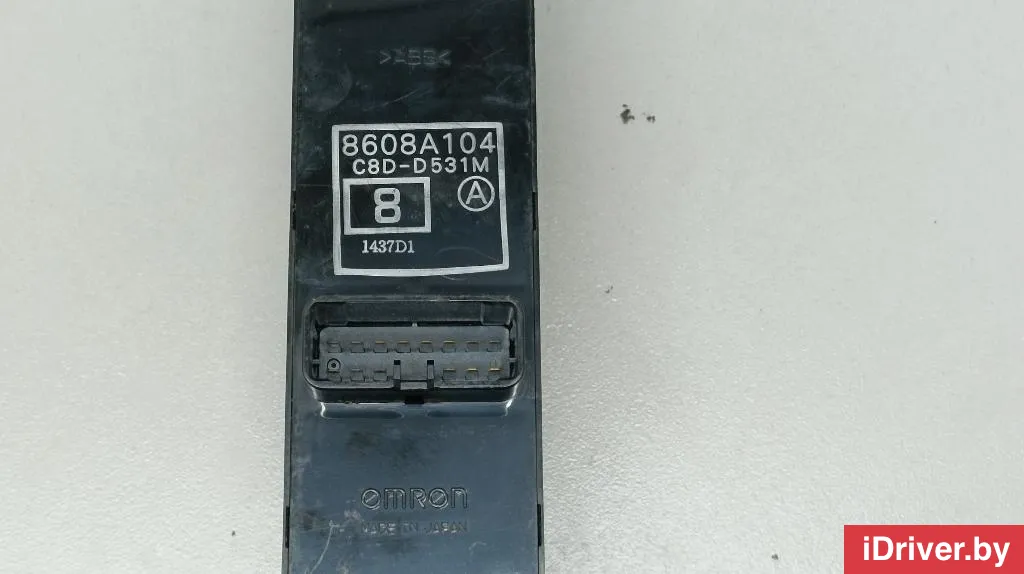 >ABS<
8608A104
C8D-D531M
8
A
1437D1
omron
MADE IN JAPAN
iDriver.by